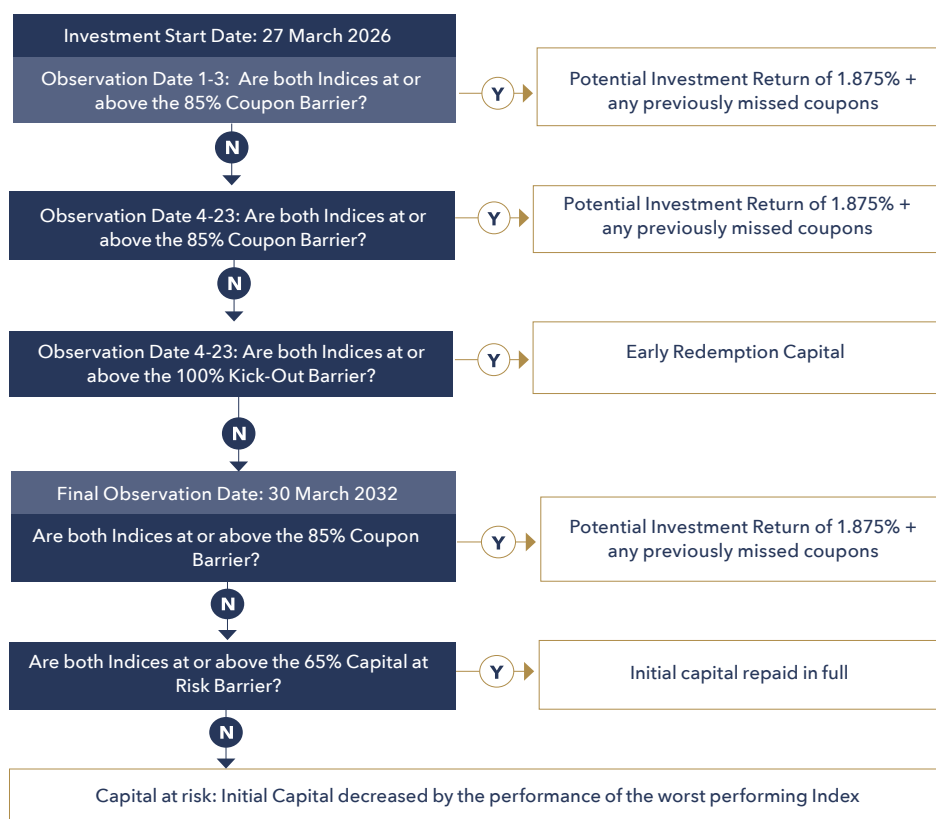 Investment Start Date: 27 March 2026
Observation Date 1-3:  Are both Indices at or
above the 85% Coupon Barrier?
Y
Potential Investment Return of 1.875% +
any previously missed coupons
N
Observation Date 4-23: Are both Indices at or
above the 85% Coupon Barrier?
Y
Potential Investment Return of 1.875% +
any previously missed coupons
N
Observation Date 4-23: Are both Indices at or
above the 100% Kick-Out Barrier?
Y
Early Redemption Capital
N
Final Observation Date: 30 March 2032
Are both Indices at or above the 85% Coupon
Barrier?
Y
Potential Investment Return of 1.875% +
any previously missed coupons
N
Are both Indices at or above the 65% Capital at
Risk Barrier?
Y
Initial capital repaid in full
N
Capital at risk: Initial Capital decreased by the performance of the worst performing Index